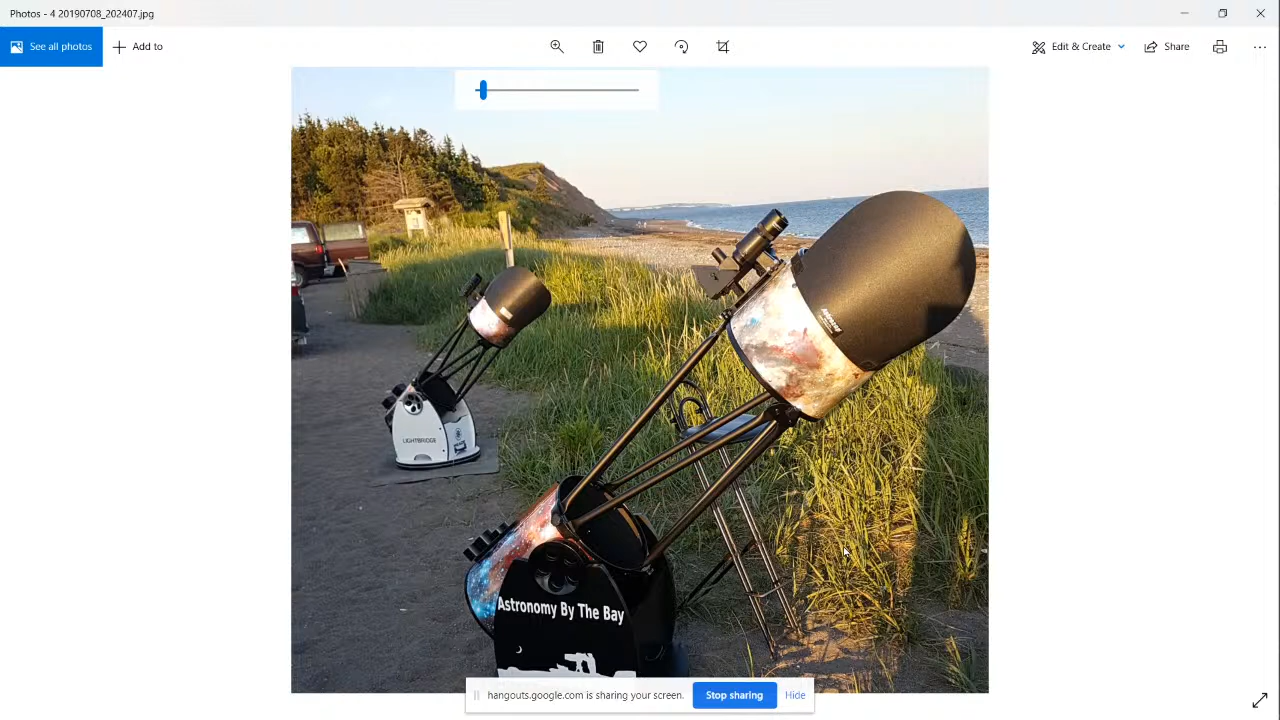 Photos - 4 20190708_202407.jpg
See all photos
Add to
Edit & Create
Share
LIGHTBRIDGE
Astronomy By The Bay
hangouts.google.com is sharing your screen.
Stop sharing
Hide